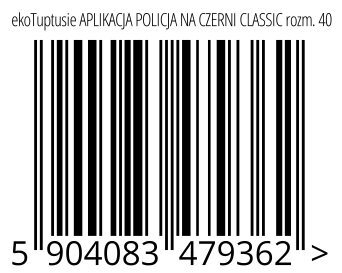 ekoTuptusie APLIKACJA POLICJA NA CZERNI CLASSIC rozm. 40
5 904083 479362 >